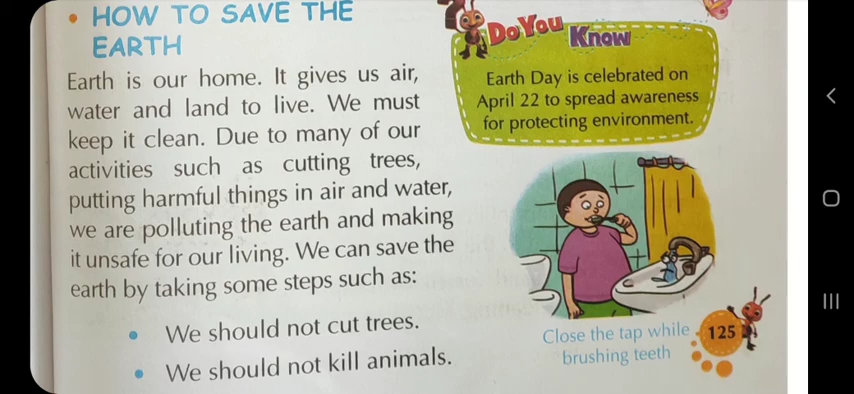 HOW TO SAVE THE
EARTH
Earth is our home. It gives us air,
water and land to live. We must
keep it clean. Due to many of our
activities such as cutting trees,
putting harmful things in air and water,
we are polluting the earth and making
it unsafe for our living. We can save the
earth by taking some steps such as:
• We should not cut trees.
• We should not kill animals.
Do You Know
Earth Day is celebrated on
April 22 to spread awareness
for protecting environment.
Close the tap while
brushing teeth
125